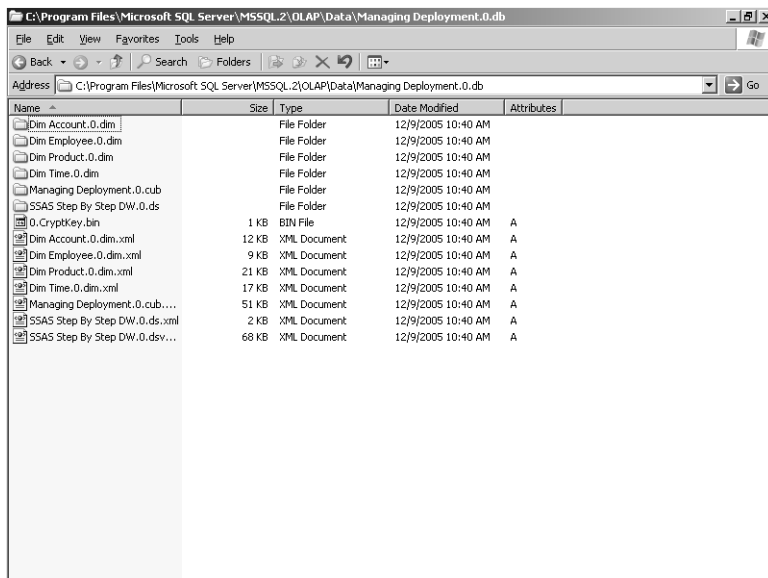 C:\Program Files\Microsoft SQL Server\MSSQL.2\OLAP\Data\Managing Deployment.0.db
File Edit View Favorites Tools Help
Back Search Folders
Address C:\Program Files\Microsoft SQL Server\MSSQL.2\OLAP\Data\Managing Deployment.0.db Go
Name Size Type Date Modified Attributes
Dim Account.0.dim File Folder 12/9/2005 10:40 AM
Dim Employee.0.dim File Folder 12/9/2005 10:40 AM
Dim Product.0.dim File Folder 12/9/2005 10:40 AM
Dim Time.0.dim File Folder 12/9/2005 10:40 AM
Managing Deployment.0.cub File Folder 12/9/2005 10:40 AM
SSAS Step By Step DW.0.ds File Folder 12/9/2005 10:40 AM
0.CryptKey.bin 1 KB BIN File 12/9/2005 10:40 AM A
Dim Account.0.dim.xml 12 KB XML Document 12/9/2005 10:40 AM A
Dim Employee.0.dim.xml 9 KB XML Document 12/9/2005 10:40 AM A
Dim Product.0.dim.xml 21 KB XML Document 12/9/2005 10:40 AM A
Dim Time.0.dim.xml 17 KB XML Document 12/9/2005 10:40 AM A
Managing Deployment.0.cub.... 51 KB XML Document 12/9/2005 10:40 AM A
SSAS Step By Step DW.0.ds.xml 2 KB XML Document 12/9/2005 10:40 AM A
SSAS Step By Step DW.0.dsv... 68 KB XML Document 12/9/2005 10:40 AM A